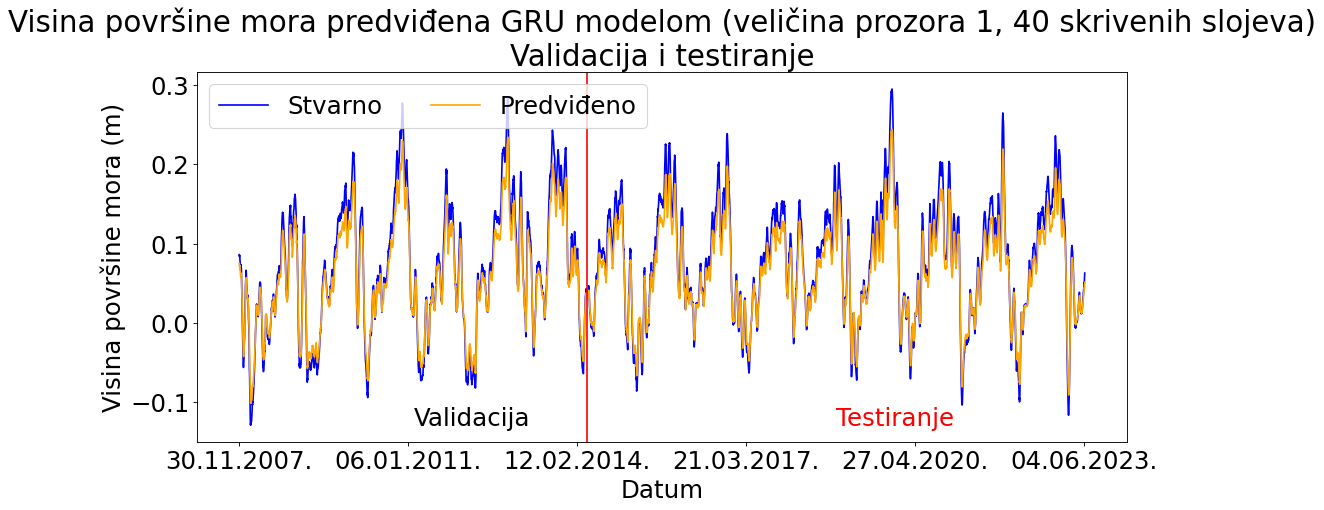 Visina površine mora predviđena GRU modelom (veličina prozora 1, 40 skrivenih slojeva)
Validacija i testiranje
Stvarno
Predviđeno
Visina površine mora (m)
0.3
0.2
0.1
0.0
−0.1
Validacija
Testiranje
30.11.2007.
06.01.2011.
12.02.2014.
21.03.2017.
27.04.2020.
04.06.2023.
Datum